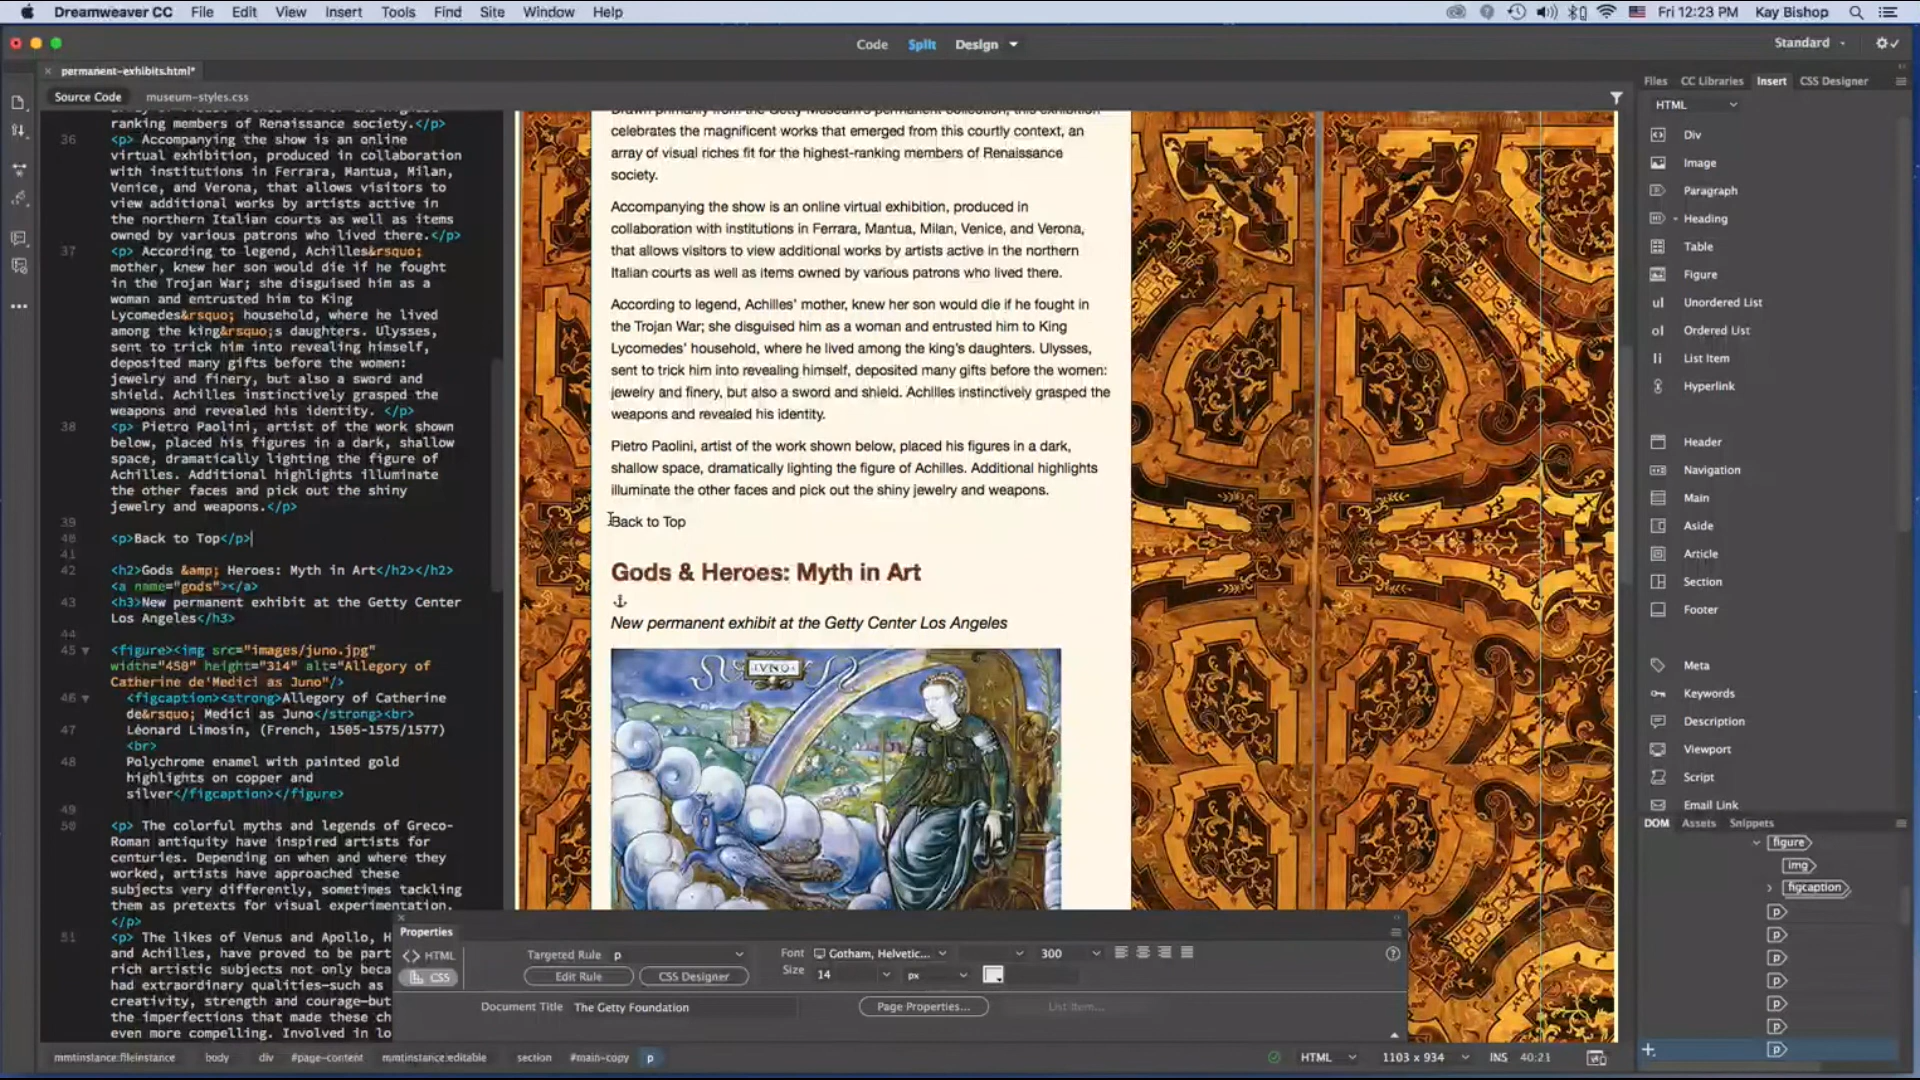 Dreamweaver CC File Edit View Insert Tools Find Site Window Help
Fri 12:23 PM Kay Bishop
Code Split Design
Standard
permanent-exhibits.html*
Source Code museum-styles.css
ranking members of Renaissance society.</p>
36 <p> Accompanying the show is an online
virtual exhibition, produced in collaboration
with institutions in Ferrara, Mantua, Milan,
Venice, and Verona, that allows visitors to
view additional works by artists active in
the northern Italian courts as well as items
owned by various patrons who lived there.</p>
37 <p> According to legend, Achilles&rsquo;
mother, knew her son would die if he fought
in the Trojan War; she disguised him as a
woman and entrusted him to King
Lycomedes&rsquo; household, where he lived
among the king&rsquo;s daughters. Ulysses,
sent to trick him into revealing himself,
deposited many gifts before the women:
jewelry and finery, but also a sword and
shield. Achilles instinctively grasped the
weapons and revealed his identity. </p>
38 <p> Pietro Paolini, artist of the work shown
below, placed his figures in a dark, shallow
space, dramatically lighting the figure of
Achilles. Additional highlights illuminate
the other faces and pick out the shiny
jewelry and weapons.</p>
39
40 <p>Back to Top</p>
41
42 <h2>Gods &amp; Heroes: Myth in Art</h2></h2>
<a name="gods"></a>
43 <h3>New permanent exhibit at the Getty Center
Los Angeles</h3>
44
45 <figure><img src="images/juno.jpg"
width="450" height="314" alt="Allegory of
Catherine de'Medici as Juno"/>
46 <figcaption><strong>Allegory of Catherine
de&rsquo; Medici as Juno</strong><br>
47 Léonard Limosin, (French, 1505-1575/1577)
<br>
48 Polychrome enamel with painted gold
highlights on copper and
silver</figcaption></figure>
49
50 <p> The colorful myths and legends of Greco-
Roman antiquity have inspired artists for
centuries. Depending on when and where they
worked, artists have approached these
subjects very differently, sometimes tackling
them as pretexts for visual experimentation.
</p>
51 <p> The likes of Venus and Apollo, H
and Achilles, have proved to be part
rich artistic subjects not only beca
had extraordinary qualities—such as
creativity, strength and courage—but
the imperfections that made these ch
even more compelling. Involved in lo
Drawn primarily from the Getty Museum's permanent collection, this exhibition
celebrates the magnificent works that emerged from this courtly context, an
array of visual riches fit for the highest-ranking members of Renaissance
society.
Accompanying the show is an online virtual exhibition, produced in
collaboration with institutions in Ferrara, Mantua, Milan, Venice, and Verona,
that allows visitors to view additional works by artists active in the northern
Italian courts as well as items owned by various patrons who lived there.
According to legend, Achilles' mother, knew her son would die if he fought in
the Trojan War; she disguised him as a woman and entrusted him to King
Lycomedes' household, where he lived among the king's daughters. Ulysses,
sent to trick him into revealing himself, deposited many gifts before the women:
jewelry and finery, but also a sword and shield. Achilles instinctively grasped the
weapons and revealed his identity.
Pietro Paolini, artist of the work shown below, placed his figures in a dark,
shallow space, dramatically lighting the figure of Achilles. Additional highlights
illuminate the other faces and pick out the shiny jewelry and weapons.
Back to Top
Gods & Heroes: Myth in Art
New permanent exhibit at the Getty Center Los Angeles
IVNO
Files CC Libraries Insert CSS Designer
HTML
Div
Image
Paragraph
Heading
Table
Figure
ul Unordered List
ol Ordered List
li List Item
Hyperlink
Header
Navigation
Main
Aside
Article
Section
Footer
Meta
Keywords
Description
Viewport
Script
Email Link
DOM Assets Snippets
figure
img
figcaption
p
p
p
p
p
p
p
Properties
HTML
CSS
Targeted Rule p
Edit Rule CSS Designer
Font Gotham, Helvetic... 300
Size 14 px
Document Title The Getty Foundation
Page Properties... List Item...
mmtinstance:fileinstance body div #page-content mmtinstance:editable section #main-copy p
HTML 1103 x 934 INS 40:21